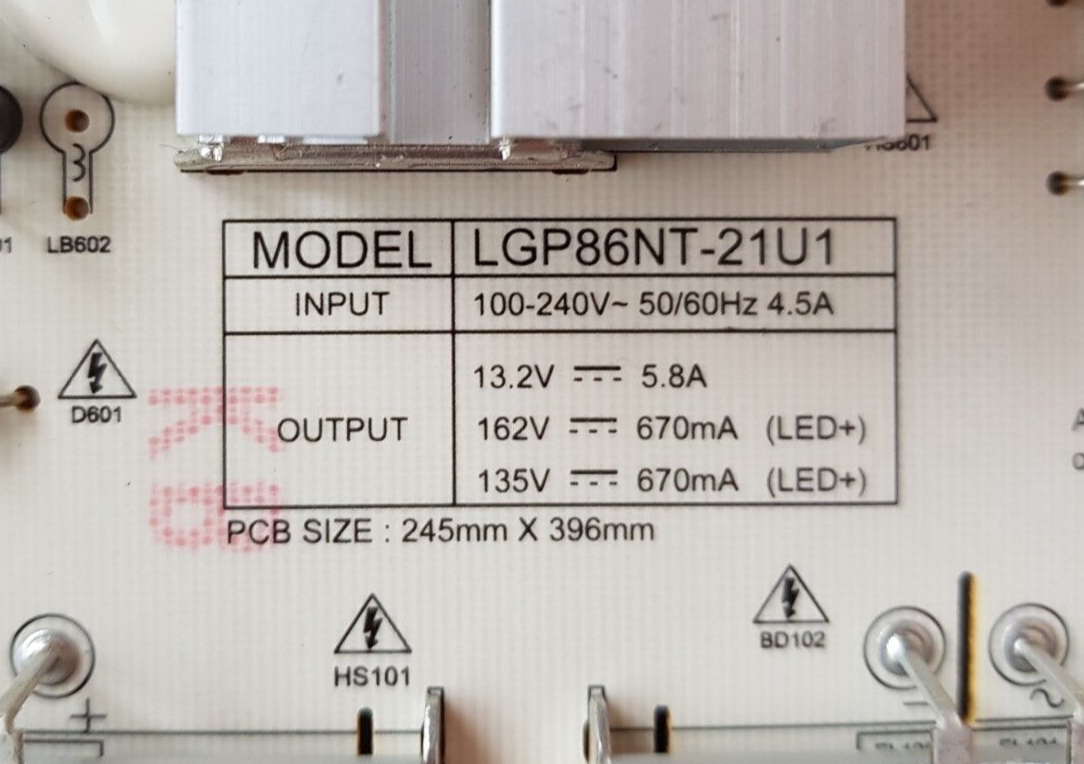 LB602
MODEL LGP86NT-21U1
INPUT 100-240V~ 50/60Hz 4.5A
D601
13.2V ⎓ 5.8A
OUTPUT 162V ⎓ 670mA (LED+)
135V ⎓ 670mA (LED+)
PCB SIZE : 245mm X 396mm
BD102
HS101
+
-
~